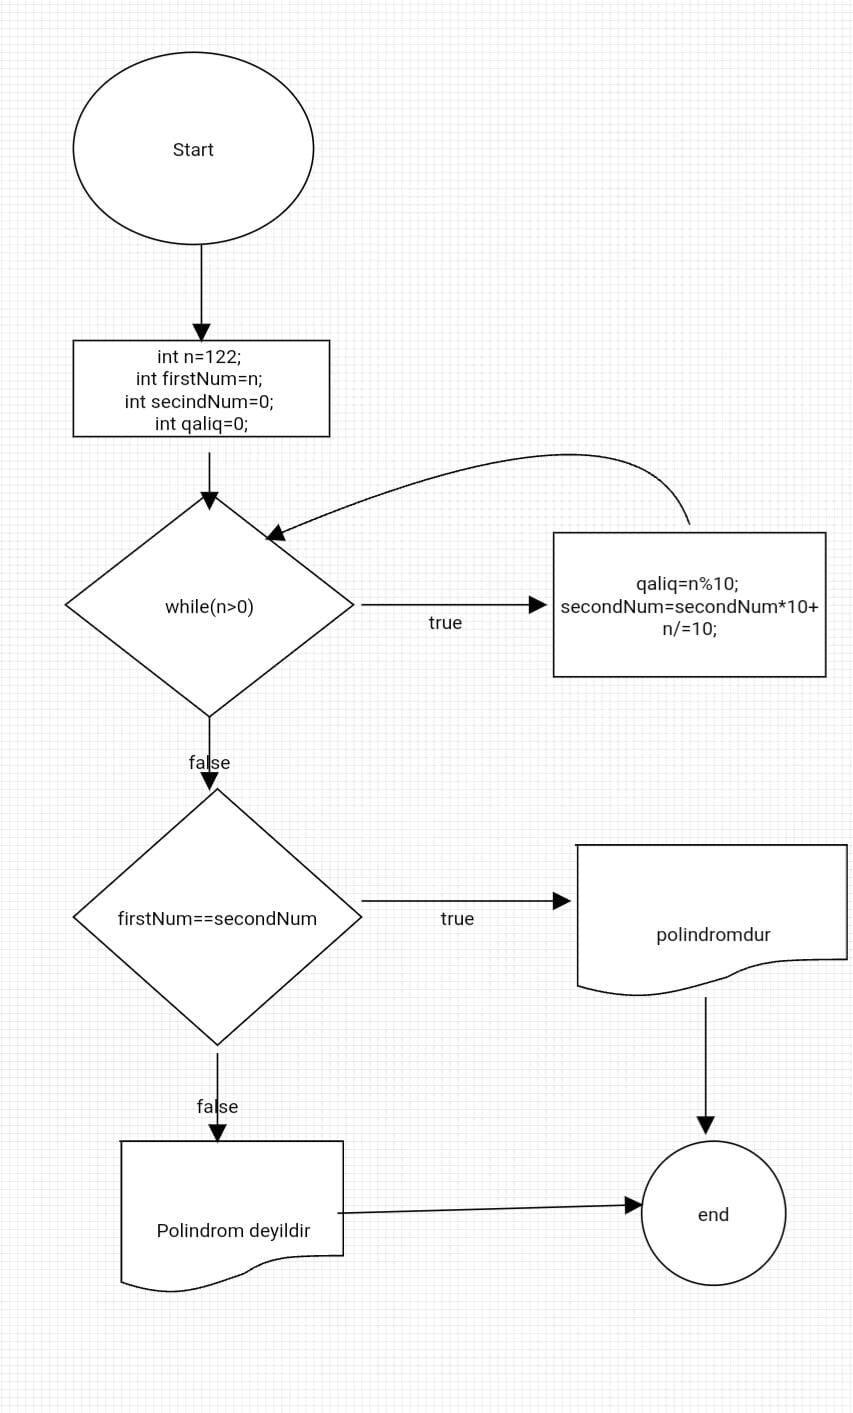 Start
int n=122;
int firstNum=n;
int secindNum=0;
int qaliq=0;
while(n>0)
true
qaliq=n%10;
secondNum=secondNum*10+
n/=10;
false
firstNum==secondNum
true
polindromdur
false
Polindrom deyildir
end